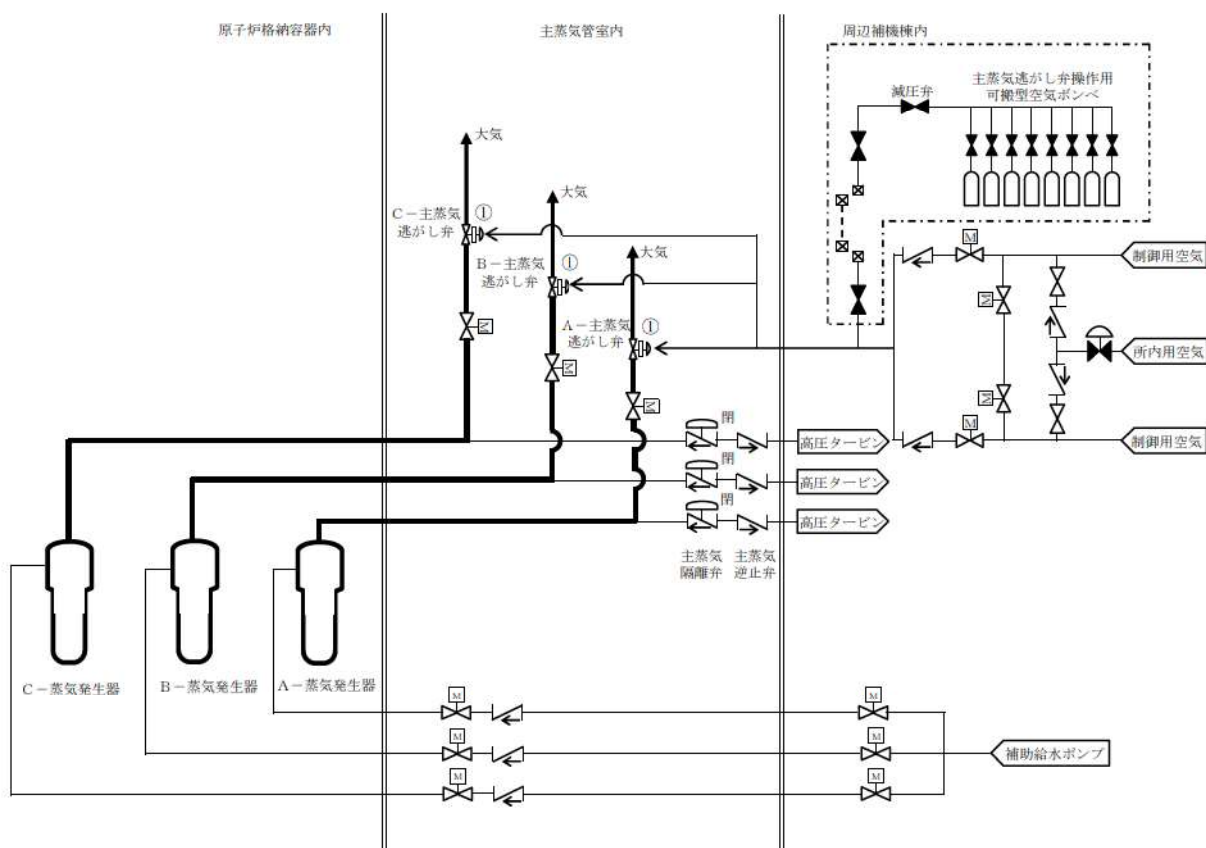 原子炉格納容器内
主蒸気管室内
周辺補機棟内
主蒸気逃がし弁操作用
可搬型空気ボンベ
減圧弁
大気
大気
大気
C－主蒸気
逃がし弁
①
B－主蒸気
逃がし弁
①
A－主蒸気
逃がし弁
①
M
M
M
M
M
M
M
制御用空気
所内用空気
制御用空気
閉
高圧タービン
閉
高圧タービン
閉
高圧タービン
主蒸気
隔離弁
主蒸気
逆止弁
C－蒸気発生器
B－蒸気発生器
A－蒸気発生器
M
M
M
M
M
M
補助給水ポンプ